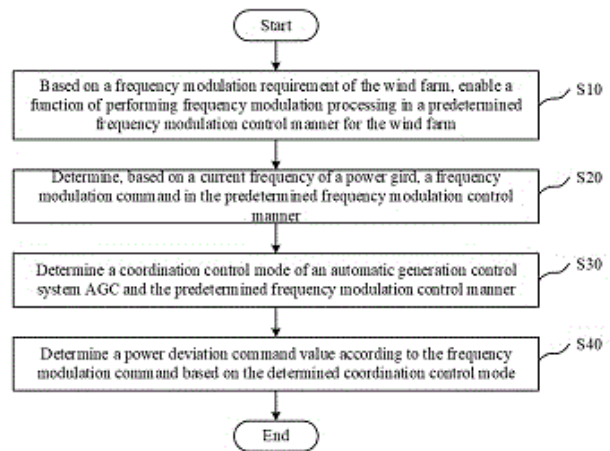 Start
Based on a frequency modulation requirement of the wind farm, enable a
function of performing frequency modulation processing in a predetermined
frequency modulation control manner for the wind farm
S10
Determine, based on a current frequency of a power gird, a frequency
modulation command in the predetermined frequency modulation control
manner
S20
Determine a coordination control mode of an automatic generation control
system AGC and the predetermined frequency modulation control manner
S30
Determine a power deviation command value according to the frequency
modulation command based on the determined coordination control mode
S40
End